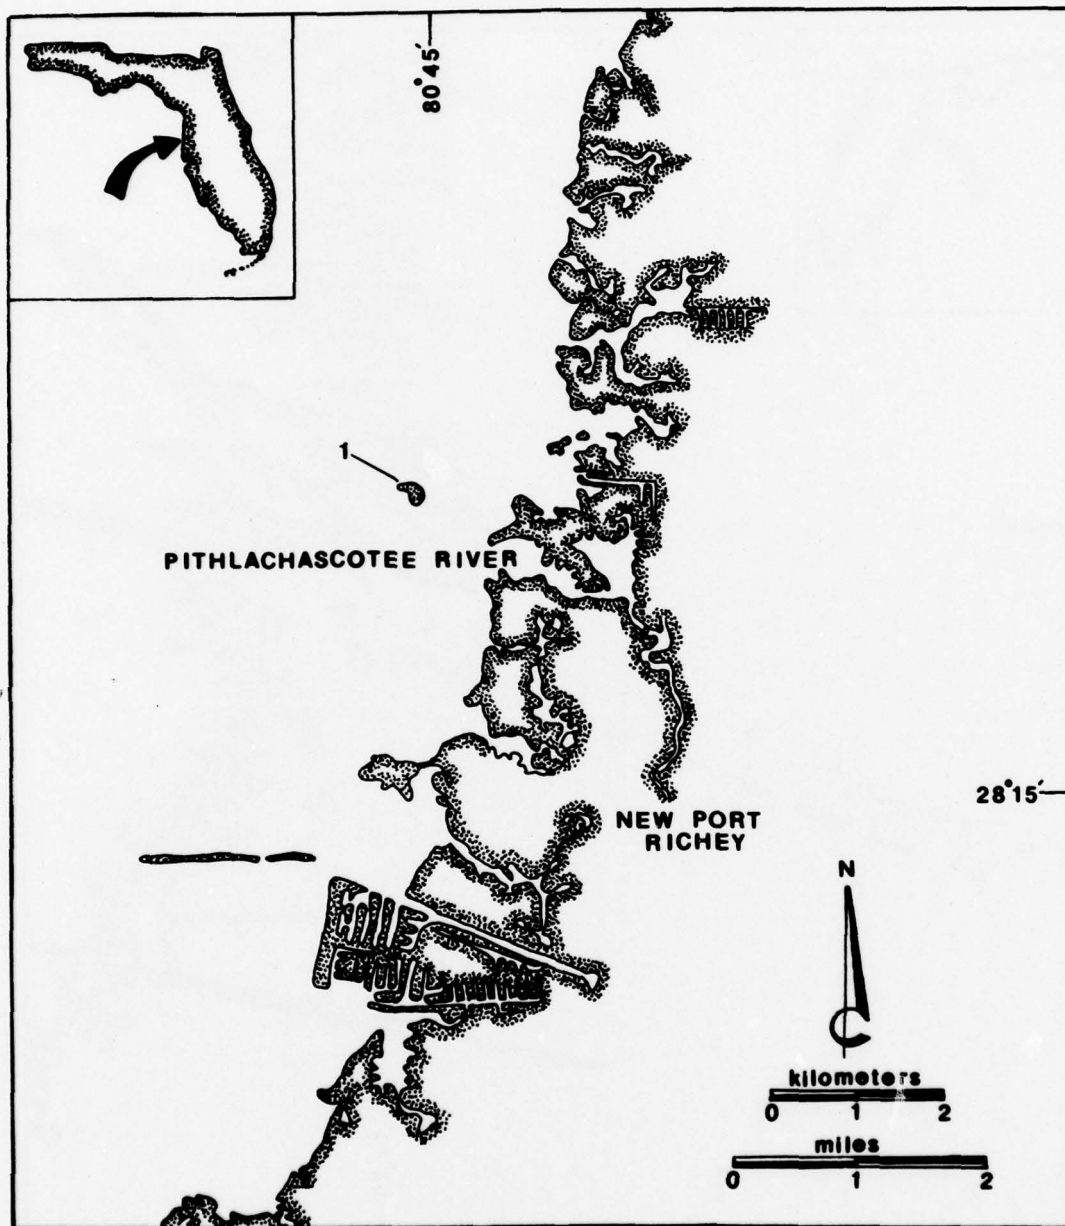 80°45′
1
PITHLACHASCOTEE RIVER
28°15′
NEW PORT
RICHEY
N
kilometers
0 1 2
miles
0 1 2